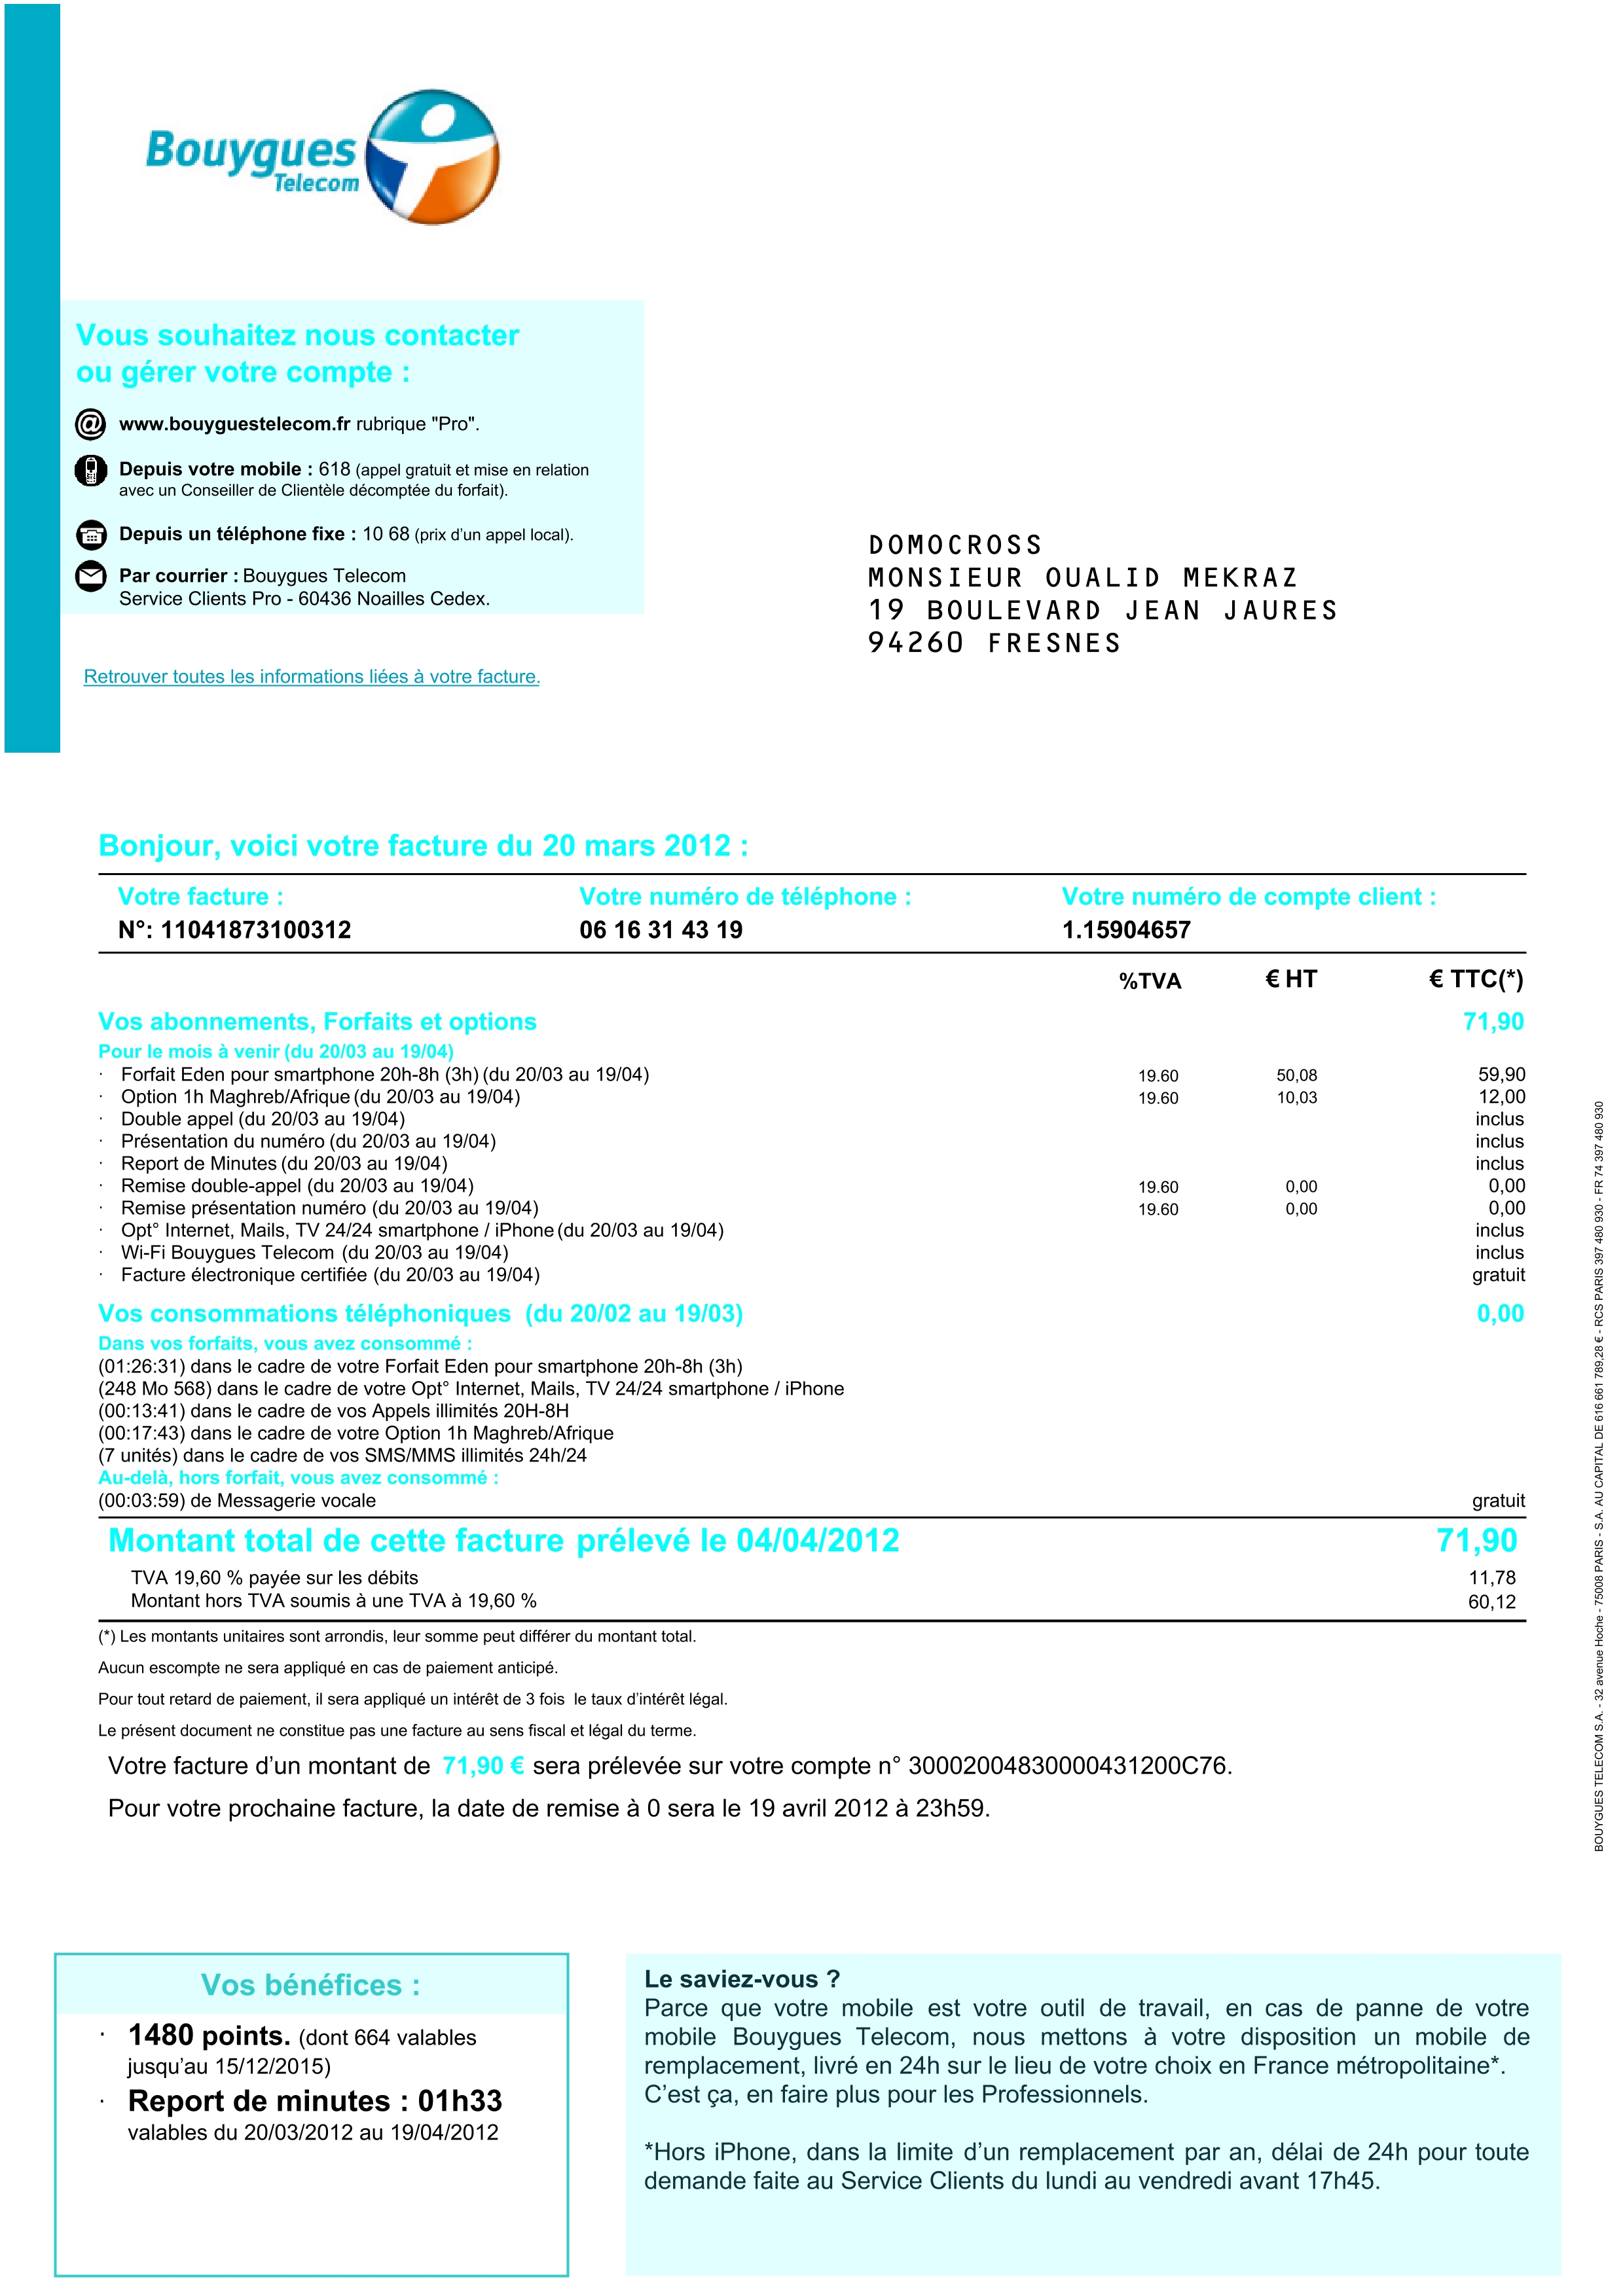 Bouygues
Telecom
Vous souhaitez nous contacter
ou gérer votre compte :
www.bouyguestelecom.fr rubrique "Pro".
Depuis votre mobile : 618 (appel gratuit et mise en relation
avec un Conseiller de Clientèle décomptée du forfait).
Depuis un téléphone fixe : 10 68 (prix d'un appel local).
Par courrier : Bouygues Telecom
Service Clients Pro - 60436 Noailles Cedex.
DOMOCROSS
MONSIEUR OUALID MEKRAZ
19 BOULEVARD JEAN JAURES
94260 FRESNES
Retrouver toutes les informations liées à votre facture.
Bonjour, voici votre facture du 20 mars 2012 :
Votre facture : Votre numéro de téléphone : Votre numéro de compte client :
N°: 11041873100312 06 16 31 43 19 1.15904657
%TVA € HT € TTC(*)
Vos abonnements, Forfaits et options 71,90
Pour le mois à venir (du 20/03 au 19/04)
· Forfait Eden pour smartphone 20h-8h (3h) (du 20/03 au 19/04) 19.60 50,08 59,90
· Option 1h Maghreb/Afrique (du 20/03 au 19/04) 19.60 10,03 12,00
· Double appel (du 20/03 au 19/04) inclus
· Présentation du numéro (du 20/03 au 19/04) inclus
· Report de Minutes (du 20/03 au 19/04) inclus
· Remise double-appel (du 20/03 au 19/04) 19.60 0,00 0,00
· Remise présentation numéro (du 20/03 au 19/04) 19.60 0,00 0,00
· Opt° Internet, Mails, TV 24/24 smartphone / iPhone (du 20/03 au 19/04) inclus
· Wi-Fi Bouygues Telecom (du 20/03 au 19/04) inclus
· Facture électronique certifiée (du 20/03 au 19/04) gratuit
Vos consommations téléphoniques (du 20/02 au 19/03) 0,00
Dans vos forfaits, vous avez consommé :
(01:26:31) dans le cadre de votre Forfait Eden pour smartphone 20h-8h (3h)
(248 Mo 568) dans le cadre de votre Opt° Internet, Mails, TV 24/24 smartphone / iPhone
(00:13:41) dans le cadre de vos Appels illimités 20H-8H
(00:17:43) dans le cadre de votre Option 1h Maghreb/Afrique
(7 unités) dans le cadre de vos SMS/MMS illimités 24h/24
Au-delà, hors forfait, vous avez consommé :
(00:03:59) de Messagerie vocale gratuit
Montant total de cette facture prélevé le 04/04/2012 71,90
TVA 19,60 % payée sur les débits 11,78
Montant hors TVA soumis à une TVA à 19,60 % 60,12
(*) Les montants unitaires sont arrondis, leur somme peut différer du montant total.
Aucun escompte ne sera appliqué en cas de paiement anticipé.
Pour tout retard de paiement, il sera appliqué un intérêt de 3 fois le taux d'intérêt légal.
Le présent document ne constitue pas une facture au sens fiscal et légal du terme.
Votre facture d'un montant de 71,90 € sera prélevée sur votre compte n° 30002004830000431200C76.
Pour votre prochaine facture, la date de remise à 0 sera le 19 avril 2012 à 23h59.
BOUYGUES TELECOM S.A. - 32 avenue Hoche - 75008 PARIS - S.A. AU CAPITAL DE 616 661 789,28 € - RCS PARIS 397 480 930 - FR 74 397 480 930
Vos bénéfices :
· 1480 points. (dont 664 valables
jusqu'au 15/12/2015)
· Report de minutes : 01h33
valables du 20/03/2012 au 19/04/2012
Le saviez-vous ?
Parce que votre mobile est votre outil de travail, en cas de panne de votre
mobile Bouygues Telecom, nous mettons à votre disposition un mobile de
remplacement, livré en 24h sur le lieu de votre choix en France métropolitaine*.
C'est ça, en faire plus pour les Professionnels.
*Hors iPhone, dans la limite d'un remplacement par an, délai de 24h pour toute
demande faite au Service Clients du lundi au vendredi avant 17h45.